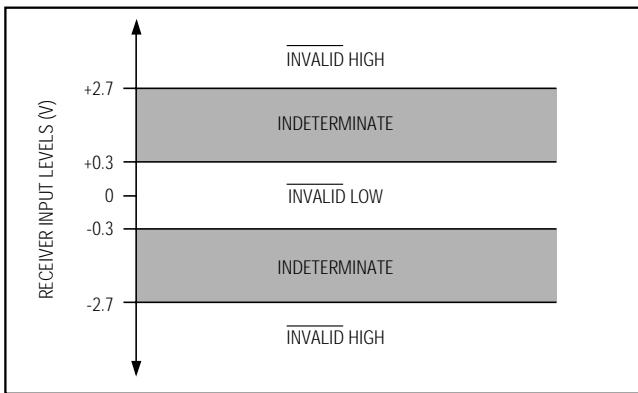 RECEIVER INPUT LEVELS (V)
INVALID HIGH
+2.7
INDETERMINATE
+0.3
0
INVALID LOW
-0.3
INDETERMINATE
-2.7
INVALID HIGH